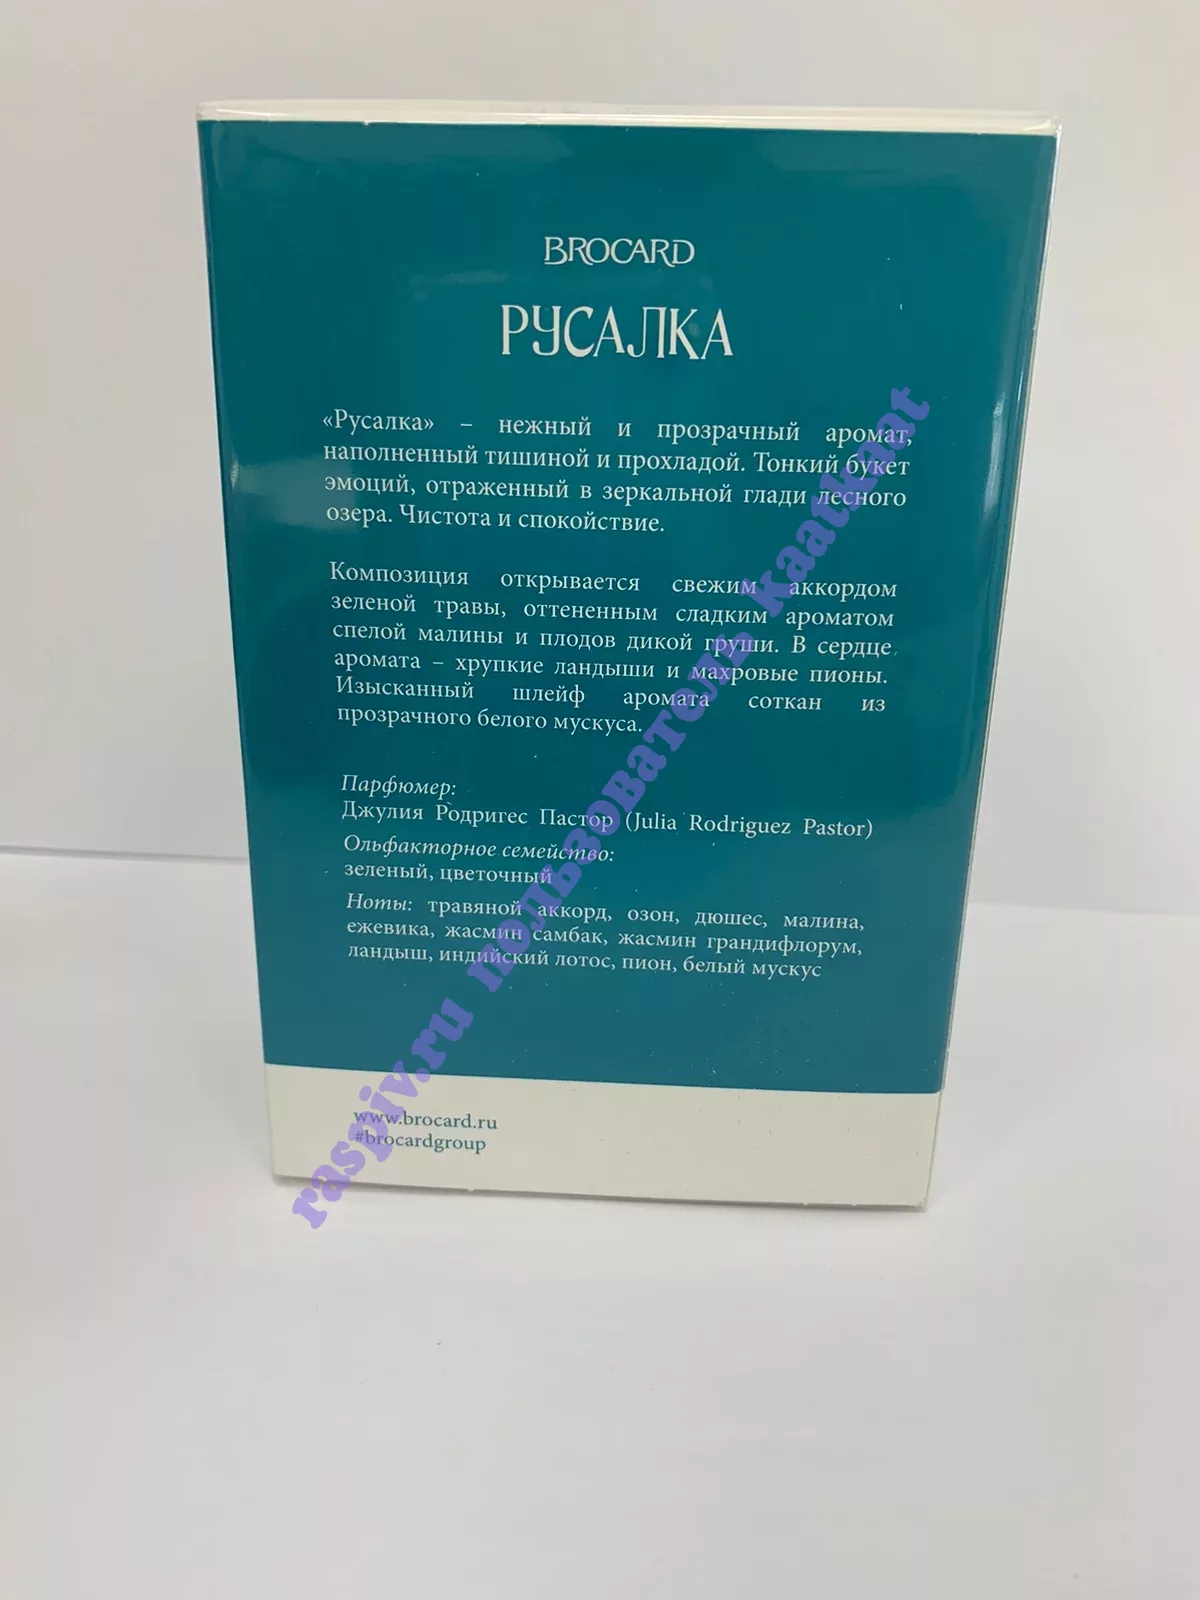 BROCARD
РУСАЛКА
«Русалка» – нежный и прозрачный аромат,
наполненный тишиной и прохладой. Тонкий букет
эмоций, отраженный в зеркальной глади лесного
озера. Чистота и спокойствие.
Композиция открывается свежим аккордом
зеленой травы, оттененным сладким ароматом
спелой малины и плодов дикой груши. В сердце
аромата – хрупкие ландыши и махровые пионы.
Изысканный шлейф аромата соткан из
прозрачного белого мускуса.
Парфюмер:
Джулия Родригес Пастор (Julia Rodriguez Pastor)
Ольфакторное семейство:
зеленый, цветочный
Ноты: травяной аккорд, озон, дюшес, малина,
ежевика, жасмин самбак, жасмин грандифлорум,
ландыш, индийский лотос, пион, белый мускус
www.brocard.ru
#brocardgroup
raspiv.ru пользователь kaatkaat